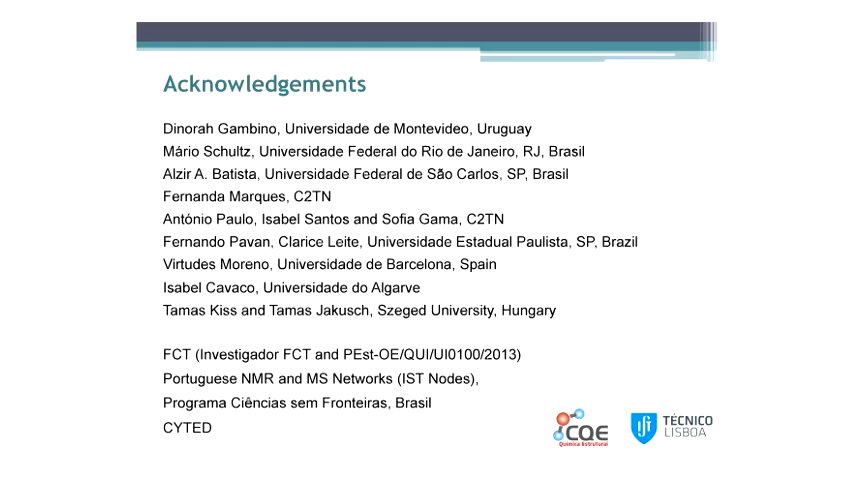 Acknowledgements
Dinorah Gambino, Universidade de Montevideo, Uruguay
Mário Schultz, Universidade Federal do Rio de Janeiro, RJ, Brasil
Alzir A. Batista, Universidade Federal de São Carlos, SP, Brasil
Fernanda Marques, C2TN
António Paulo, Isabel Santos and Sofia Gama, C2TN
Fernando Pavan, Clarice Leite, Universidade Estadual Paulista, SP, Brazil
Virtudes Moreno, Universidade de Barcelona, Spain
Isabel Cavaco, Universidade do Algarve
Tamas Kiss and Tamas Jakusch, Szeged University, Hungary
FCT (Investigador FCT and PEst-OE/QUI/UI0100/2013)
Portuguese NMR and MS Networks (IST Nodes),
Programa Ciências sem Fronteiras, Brasil
CYTED
CQE
Química Estrutural
TÉCNICO
LISBOA